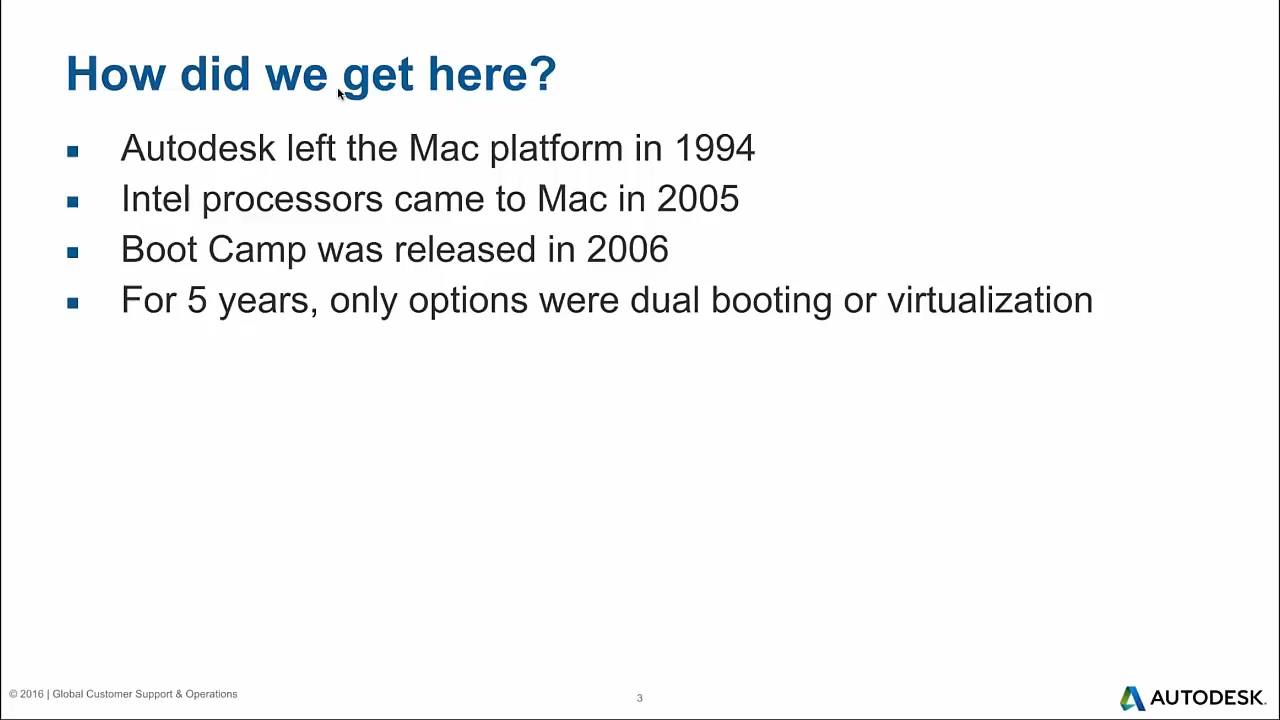 How did we get here?
Autodesk left the Mac platform in 1994
Intel processors came to Mac in 2005
Boot Camp was released in 2006
For 5 years, only options were dual booting or virtualization
© 2016 | Global Customer Support & Operations
3
AUTODESK.